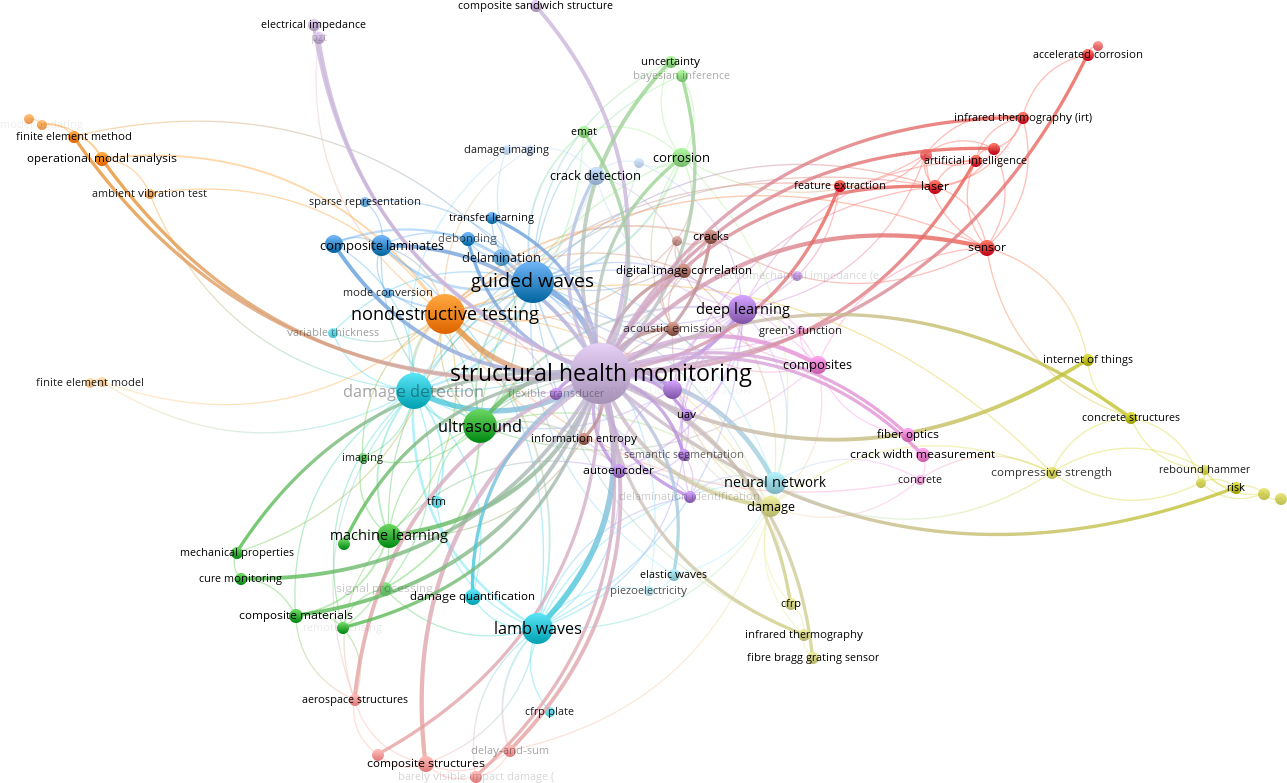 composite sandwich structure
electrical impedance
accelerated corrosion
uncertainty
bayesian inference
infrared thermography (irt)
finite element method
emat
operational modal analysis
damage imaging
corrosion
artificial intelligence
crack detection
feature extraction
laser
ambient vibration test
sparse representation
transfer learning
debonding
cracks
composite laminates
sensor
delamination
digital image correlation
guided waves
mode conversion
deep learning
nondestructive testing
acoustic emission
green's function
variable thickness
internet of things
composites
structural health monitoring
finite element model
damage detection
flexible transducer
uav
concrete structures
ultrasound
fiber optics
information entropy
semantic segmentation
crack width measurement
imaging
autoencoder
compressive strength
rebound hammer
concrete
neural network
risk
delamination identification
tfm
damage
machine learning
mechanical properties
cure monitoring
elastic waves
signal processing
piezoelectricity
damage quantification
cfrp
composite materials
lamb waves
infrared thermography
fibre bragg grating sensor
aerospace structures
cfrp plate
delay-and-sum
composite structures
barely visible impact damage (